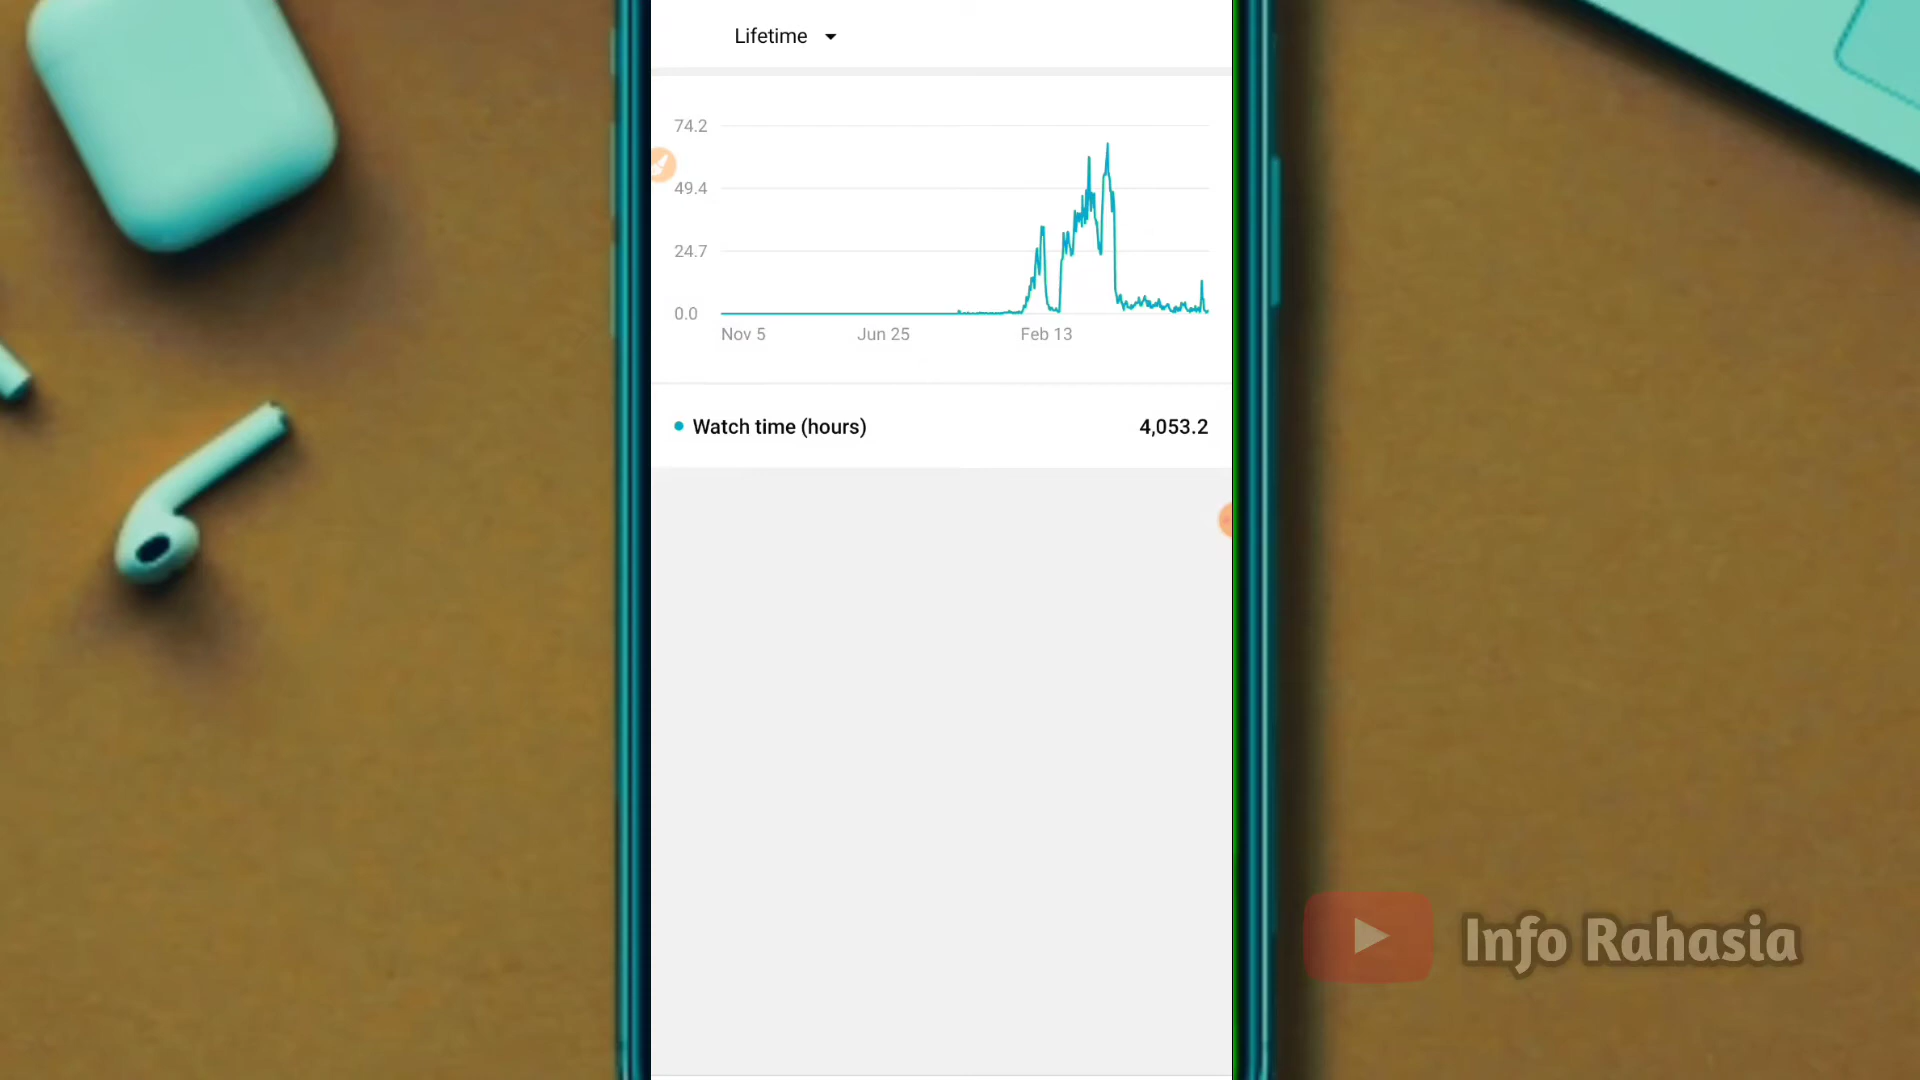 Lifetime
74.2
49.4
24.7
0.0
Nov 5
Jun 25
Feb 13
Watch time (hours)
4,053.2
Info Rahasia